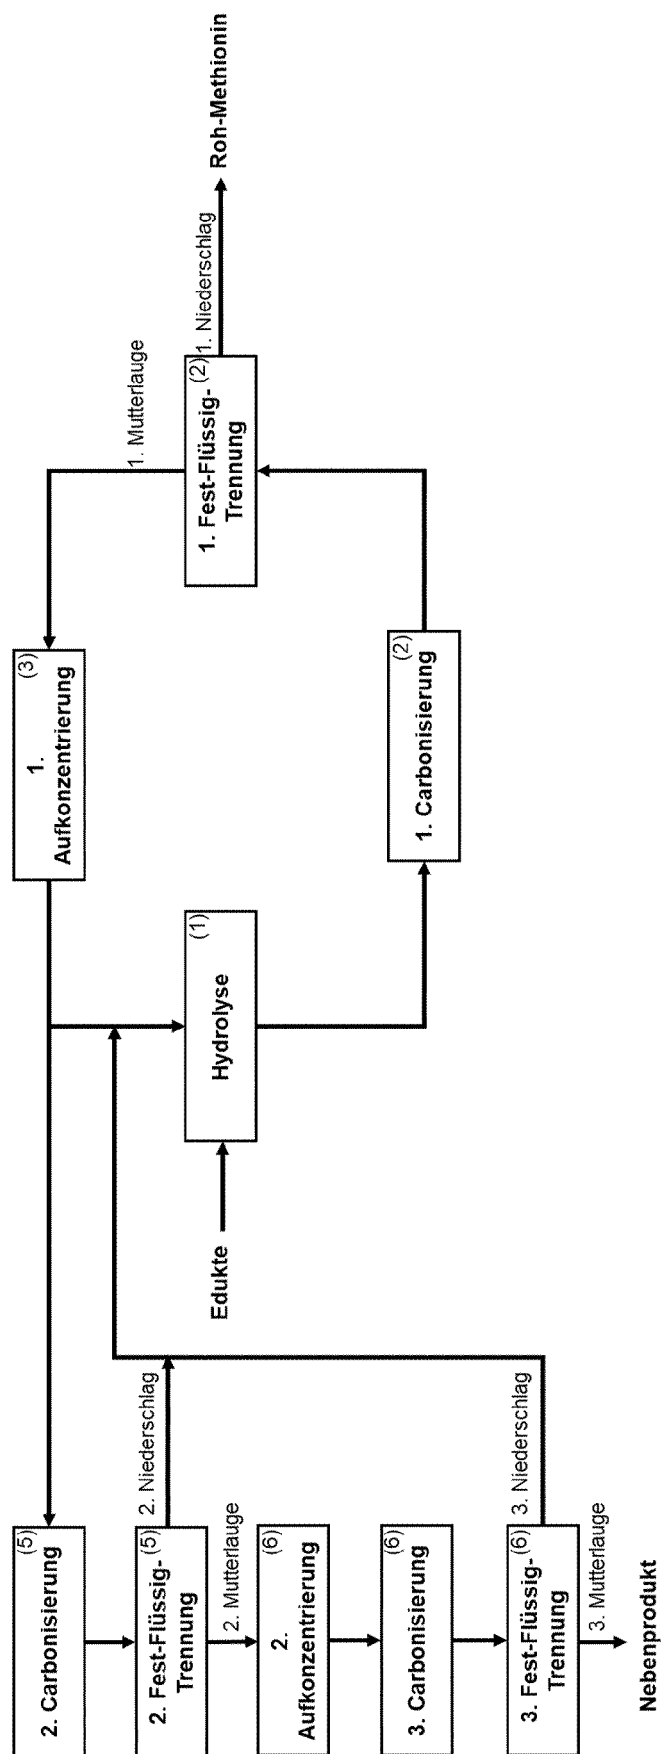 2. Carbonisierung
(5)
2. Fest-Flüssig-
Trennung
(5)
2. Niederschlag
2. Mutterlauge
2.
Aufkonzentrierung
(6)
3. Carbonisierung
(6)
3. Fest-Flüssig-
Trennung
(6)
3. Niederschlag
3. Mutterlauge
Nebenprodukt
Edukte
Hydrolyse
(1)
1.
Aufkonzentrierung
(3)
1. Carbonisierung
(2)
1. Mutterlauge
1. Fest-Flüssig-
Trennung
(2)
1. Niederschlag
Roh-Methionin